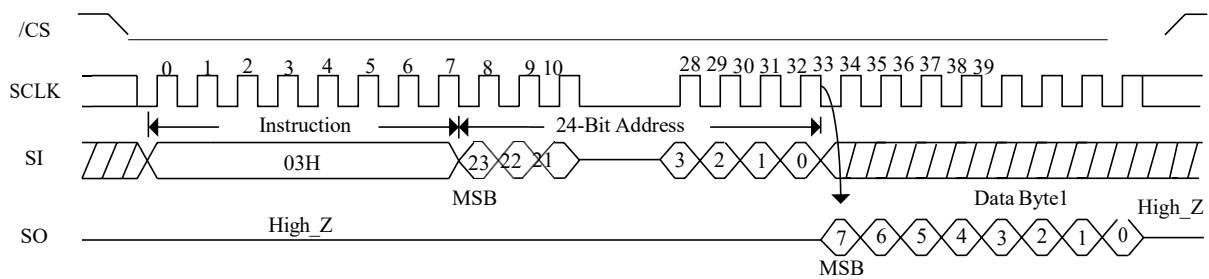 /CS
0 1 2 3 4 5 6 7 8 9 10 28 29 30 31 32 33 34 35 36 37 38 39
SCLK
Instruction 24-Bit Address
SI 03H 23 22 21 3 2 1 0
MSB Data Byte1
High_Z High_Z
SO 7 6 5 4 3 2 1 0
MSB